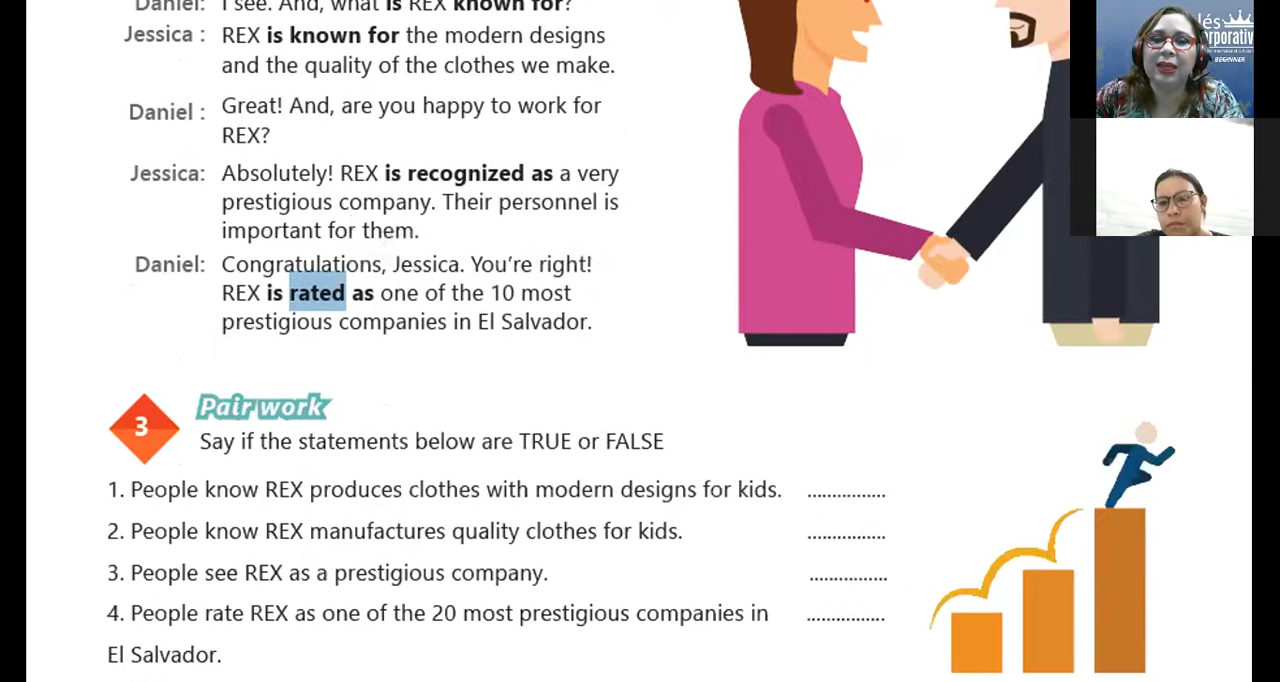 Daniel: I see. And, what is REX known for?
Jessica : REX is known for the modern designs
and the quality of the clothes we make.
Daniel : Great! And, are you happy to work for
REX?
Jessica: Absolutely! REX is recognized as a very
prestigious company. Their personnel is
important for them.
Daniel: Congratulations, Jessica. You're right!
REX is rated as one of the 10 most
prestigious companies in El Salvador.
3 Pair work
Say if the statements below are TRUE or FALSE
1. People know REX produces clothes with modern designs for kids. ................
2. People know REX manufactures quality clothes for kids. ................
3. People see REX as a prestigious company. ................
4. People rate REX as one of the 20 most prestigious companies in ................
El Salvador.
BEGINNER